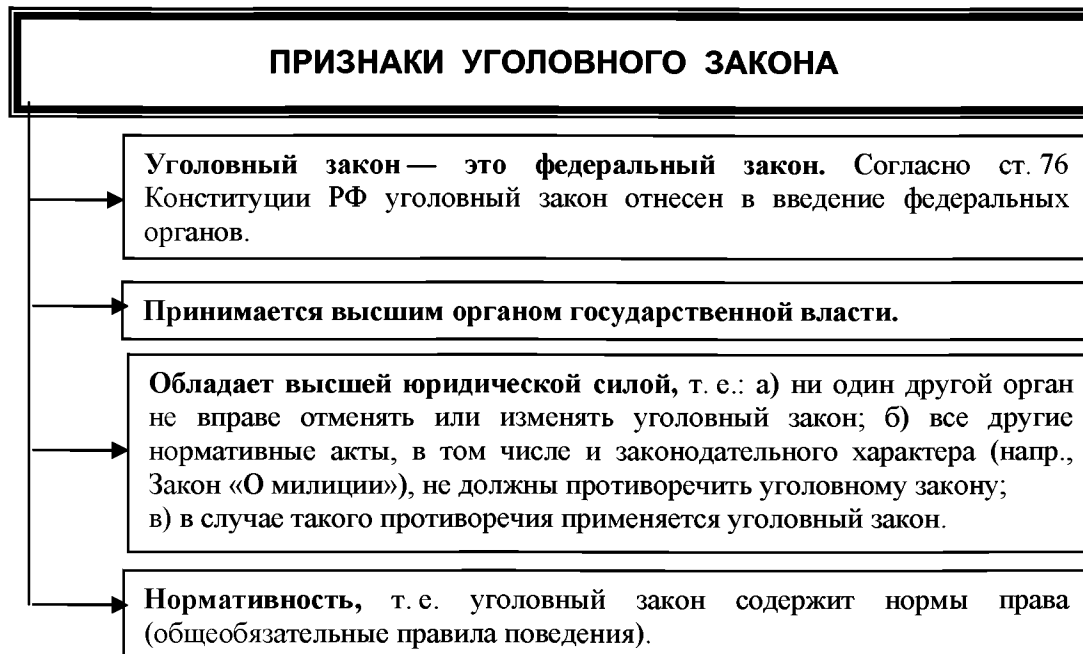 ПРИЗНАКИ УГОЛОВНОГО ЗАКОНА
Уголовный закон — это федеральный закон. Согласно ст. 76
Конституции РФ уголовный закон отнесен в введение федеральных
органов.
Принимается высшим органом государственной власти.
Обладает высшей юридической силой, т. е.: а) ни один другой орган
не вправе отменять или изменять уголовный закон; б) все другие
нормативные акты, в том числе и законодательного характера (напр.,
Закон «О милиции»), не должны противоречить уголовному закону;
в) в случае такого противоречия применяется уголовный закон.
Нормативность, т. е. уголовный закон содержит нормы права
(общеобязательные правила поведения).